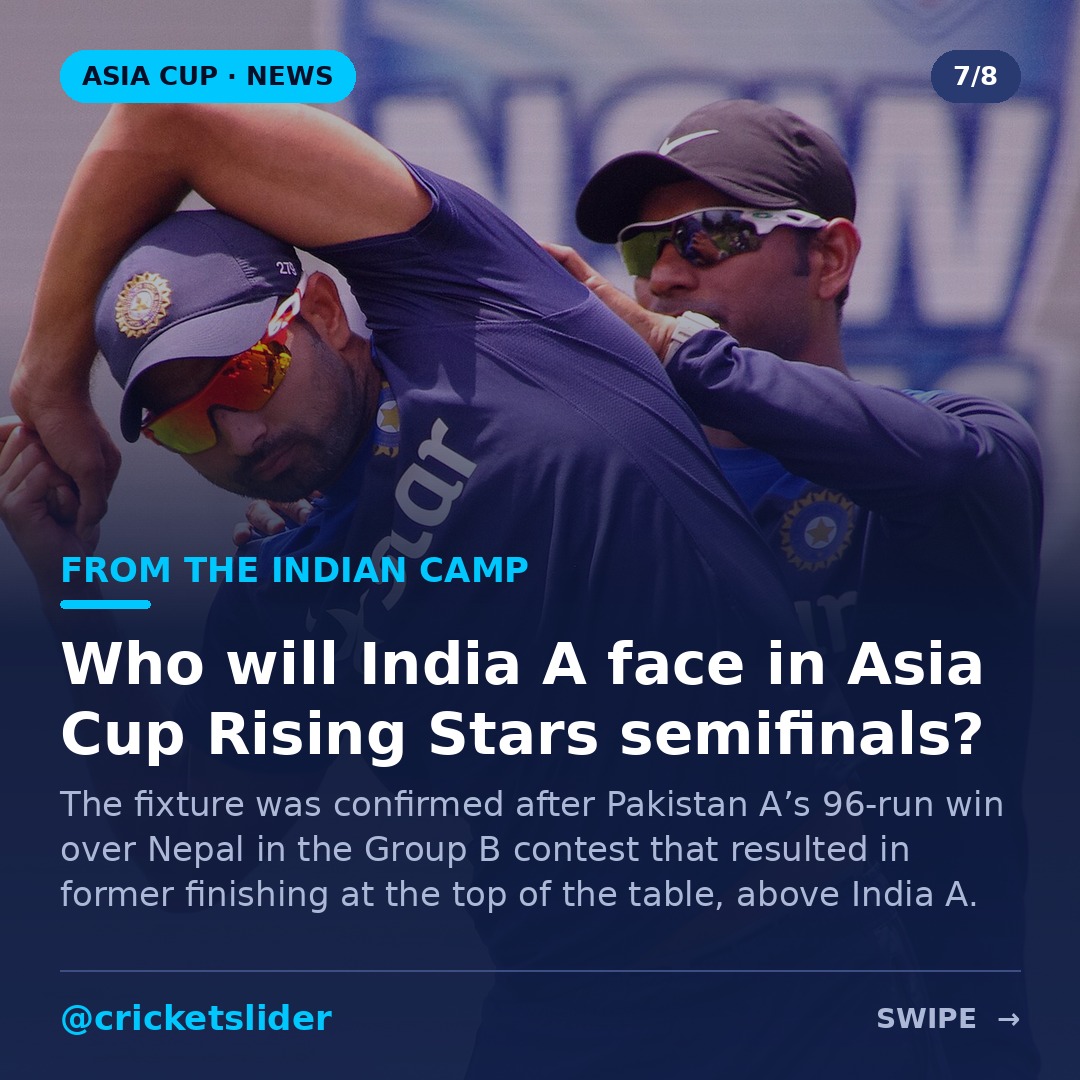 ASIA CUP · NEWS
7/8
NSW
279
FROM THE INDIAN CAMP
Who will India A face in Asia
Cup Rising Stars semifinals?
The fixture was confirmed after Pakistan A’s 96-run win
over Nepal in the Group B contest that resulted in
former finishing at the top of the table, above India A.
@cricketslider
SWIPE →